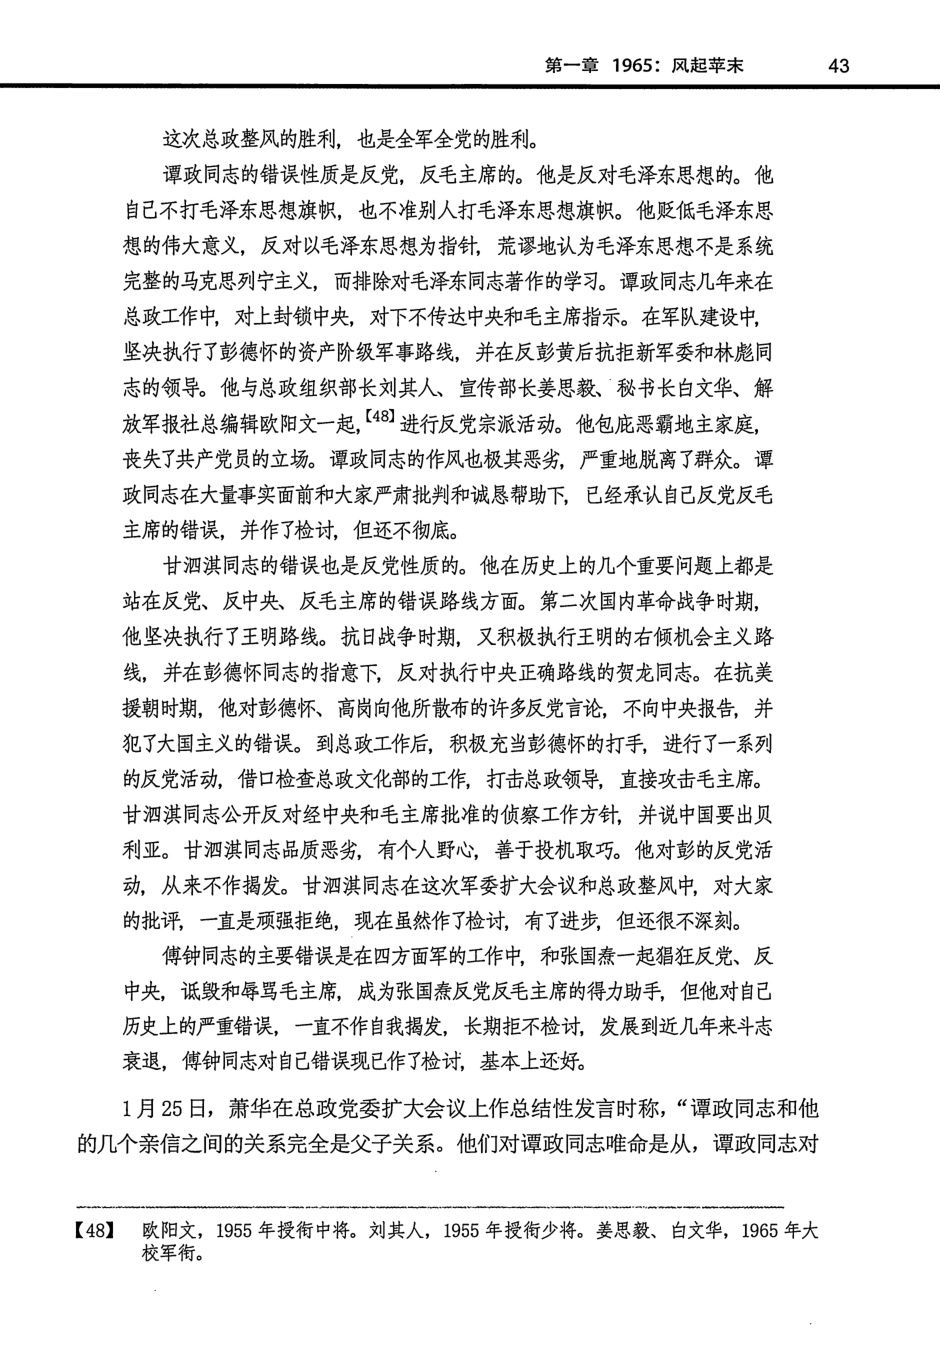 第一章 1965：风起苹末 43
这次总政整风的胜利，也是全军全党的胜利。
谭政同志的错误性质是反党，反毛主席的。他是反对毛泽东思想的。他
自己不打毛泽东思想旗帜，也不准别人打毛泽东思想旗帜。他贬低毛泽东思
想的伟大意义，反对以毛泽东思想为指针，荒谬地认为毛泽东思想不是系统
完整的马克思列宁主义，而排除对毛泽东同志著作的学习。谭政同志几年来在
总政工作中，对上封锁中央，对下不传达中央和毛主席指示。在军队建设中，
坚决执行了彭德怀的资产阶级军事路线，并在反彭黄后抗拒新军委和林彪同
志的领导。他与总政组织部长刘其人、宣传部长姜思毅、秘书长白文华、解
放军报社总编辑欧阳文一起，【48】进行反党宗派活动。他包庇恶霸地主家庭，
丧失了共产党员的立场。谭政同志的作风也极其恶劣，严重地脱离了群众。谭
政同志在大量事实面前和大家严肃批判和诚恳帮助下，已经承认自己反党反毛
主席的错误，并作了检讨，但还不彻底。
甘泗淇同志的错误也是反党性质的。他在历史上的几个重要问题上都是
站在反党、反中央、反毛主席的错误路线方面。第二次国内革命战争时期，
他坚决执行了王明路线。抗日战争时期，又积极执行王明的右倾机会主义路
线，并在彭德怀同志的指意下，反对执行中央正确路线的贺龙同志。在抗美
援朝时期，他对彭德怀、高岗向他所散布的许多反党言论，不向中央报告，并
犯了大国主义的错误。到总政工作后，积极充当彭德怀的打手，进行了一系列
的反党活动，借口检查总政文化部的工作，打击总政领导，直接攻击毛主席。
甘泗淇同志公开反对经中央和毛主席批准的侦察工作方针，并说中国要出贝
利亚。甘泗淇同志品质恶劣，有个人野心，善于投机取巧。他对彭的反党活
动，从来不作揭发。甘泗淇同志在这次军委扩大会议和总政整风中，对大家
的批评，一直是顽强拒绝，现在虽然作了检讨，有了进步，但还很不深刻。
傅钟同志的主要错误是在四方面军的工作中，和张国焘一起猖狂反党、反
中央，诋毁和辱骂毛主席，成为张国焘反党反毛主席的得力助手，但他对自己
历史上的严重错误，一直不作自我揭发，长期拒不检讨，发展到近几年来斗志
衰退，傅钟同志对自己错误现已作了检讨，基本上还好。
1月25日，萧华在总政党委扩大会议上作总结性发言时称，“谭政同志和他
的几个亲信之间的关系完全是父子关系。他们对谭政同志唯命是从，谭政同志对
【48】 欧阳文，1955年授衔中将。刘其人，1955年授衔少将。姜思毅、白文华，1965年大
校军衔。